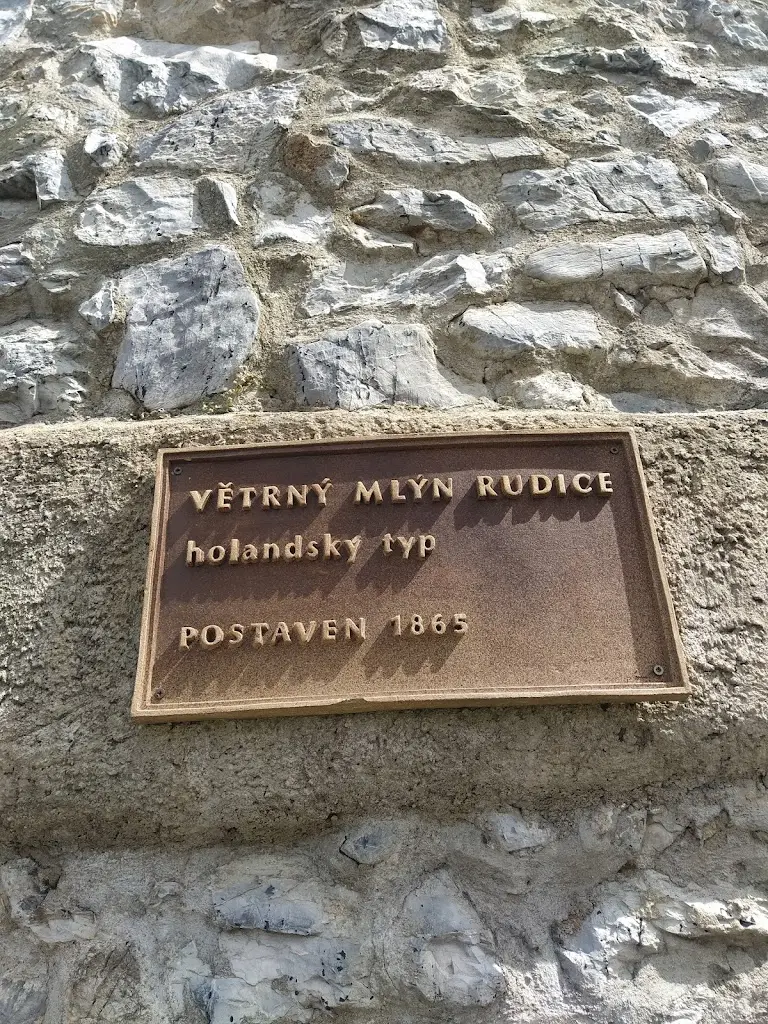 VĚTRNÝ MLÝN RUDICE
holandský typ
POSTAVEN 1865